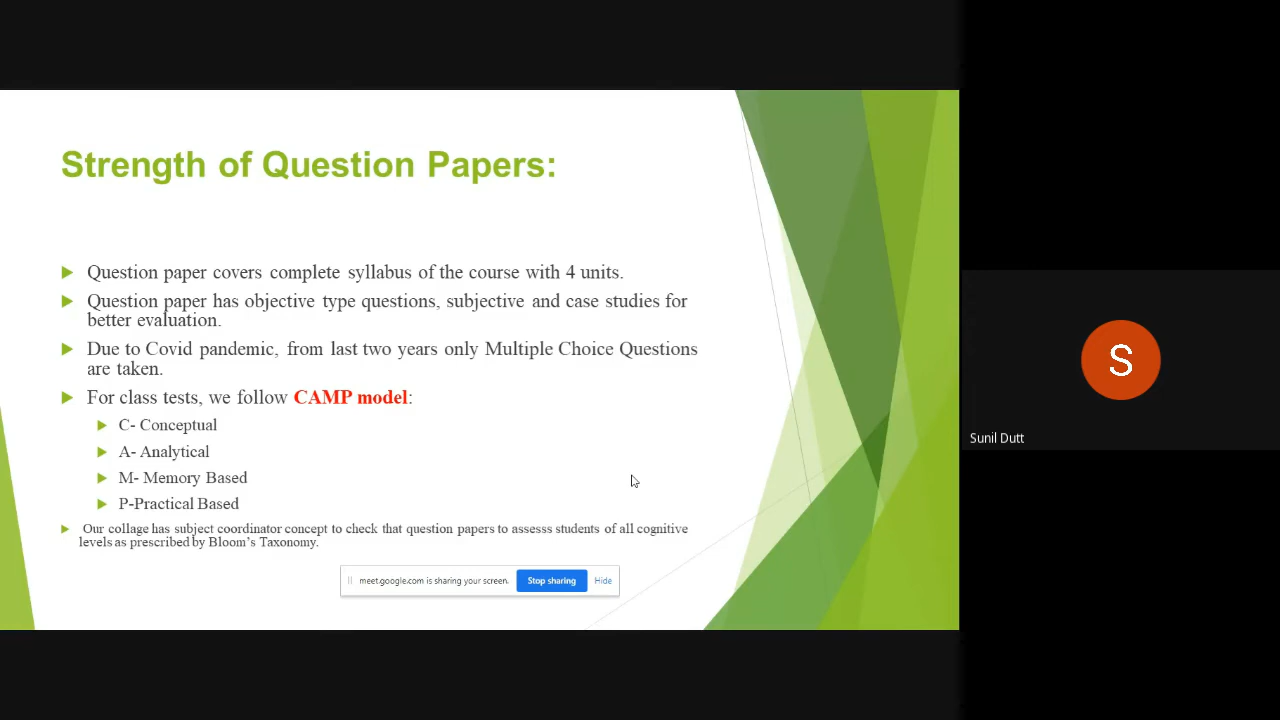 Strength of Question Papers:
Question paper covers complete syllabus of the course with 4 units.
Question paper has objective type questions, subjective and case studies for
better evaluation.
Due to Covid pandemic, from last two years only Multiple Choice Questions
are taken.
For class tests, we follow CAMP model:
C- Conceptual
A- Analytical
M- Memory Based
P-Practical Based
Our collage has subject coordinator concept to check that question papers to assesss students of all cognitive
levels as prescribed by Bloom's Taxonomy.
meet.google.com is sharing your screen. Stop sharing Hide
S
Sunil Dutt